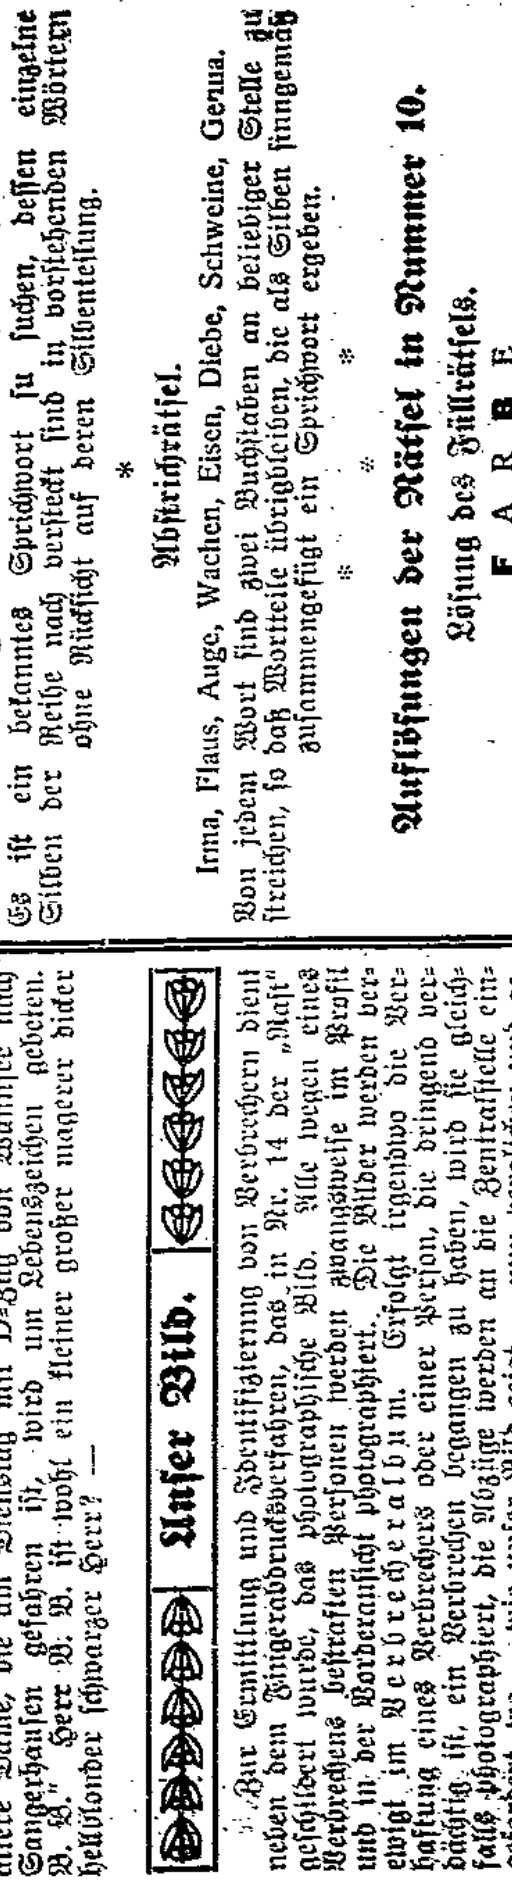 Sangerhausen gefahren ist, wird um Lebenszeichen gebeten.
W. W." Herr W. W. ist wohl ein kleiner großer magerer dicker
hellblonder schwarzer Herr? —
Unser Bild.
Zur Ermittlung und Identifizierung von Verbrechern dient
neben dem Fingerabdrucksverfahren, das in Nr. 14 der „Rast“
geschildert wurde, das photographische Bild. Alle wegen eines
Verbrechens bestraften Personen werden zwangsweise im Profil
und in der Vorderansicht photographiert. Die Bilder werden ver-
ewigt im Verbrecheralbum. Erfolgt irgendwo die Ver-
haftung eines Verbrechers oder einer Person, die dringend ver-
dächtig ist, ein Verbrechen begangen zu haben, wird sie gleich-
falls photographiert, die Abzüge werden an die Zentralstelle ein-
Es ist ein bekanntes Sprichwort zu suchen, dessen einzelne
Silben der Reihe nach versteckt sind in vorstehenden Wörtern
ohne Rücksicht auf deren Silbenteilung.
*
Abstrichrätsel.
Irma, Flaus, Auge, Wachen, Eisen, Diebe, Schweine, Genua.
Von jedem Wort sind zwei Buchstaben an beliebiger Stelle zu
streichen, so daß Wortteile übrigbleiben, die als Silben sinngemäß
zusammengefügt ein Sprichwort ergeben.
* * *
Auflösungen der Rätsel in Nummer 10.
Lösung des Füllrätsels.
F A R B E